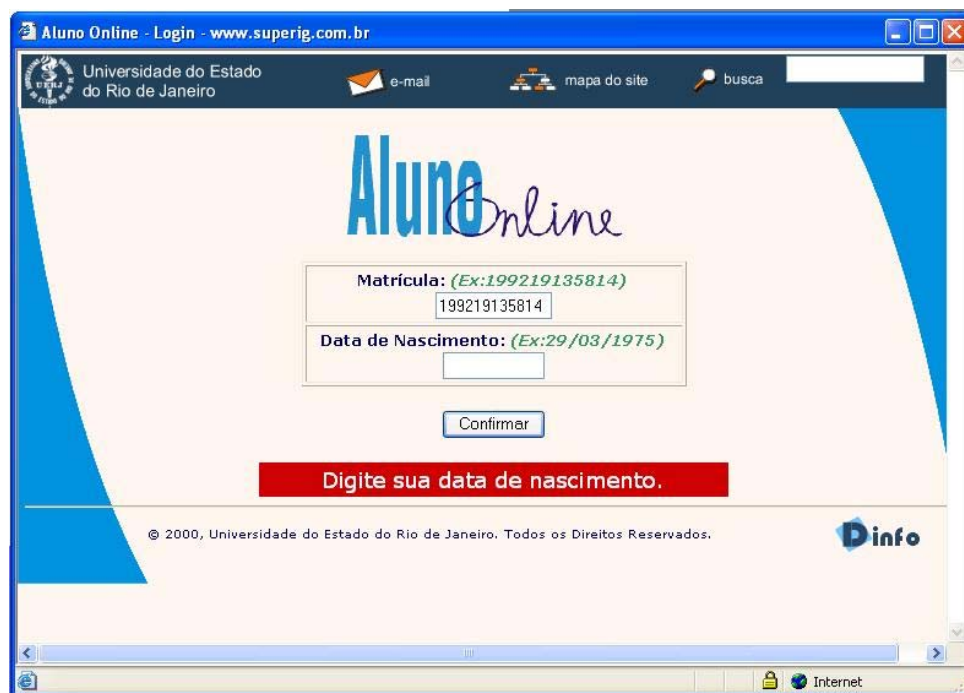 Aluno Online - Login - www.superig.com.br
Universidade do Estado
do Rio de Janeiro
e-mail
mapa do site
busca
Aluno Online
Matrícula: (Ex:199219135814)
199219135814
Data de Nascimento: (Ex:29/03/1975)
Confirmar
Digite sua data de nascimento.
© 2000, Universidade do Estado do Rio de Janeiro. Todos os Direitos Reservados.
Dinfo
Internet